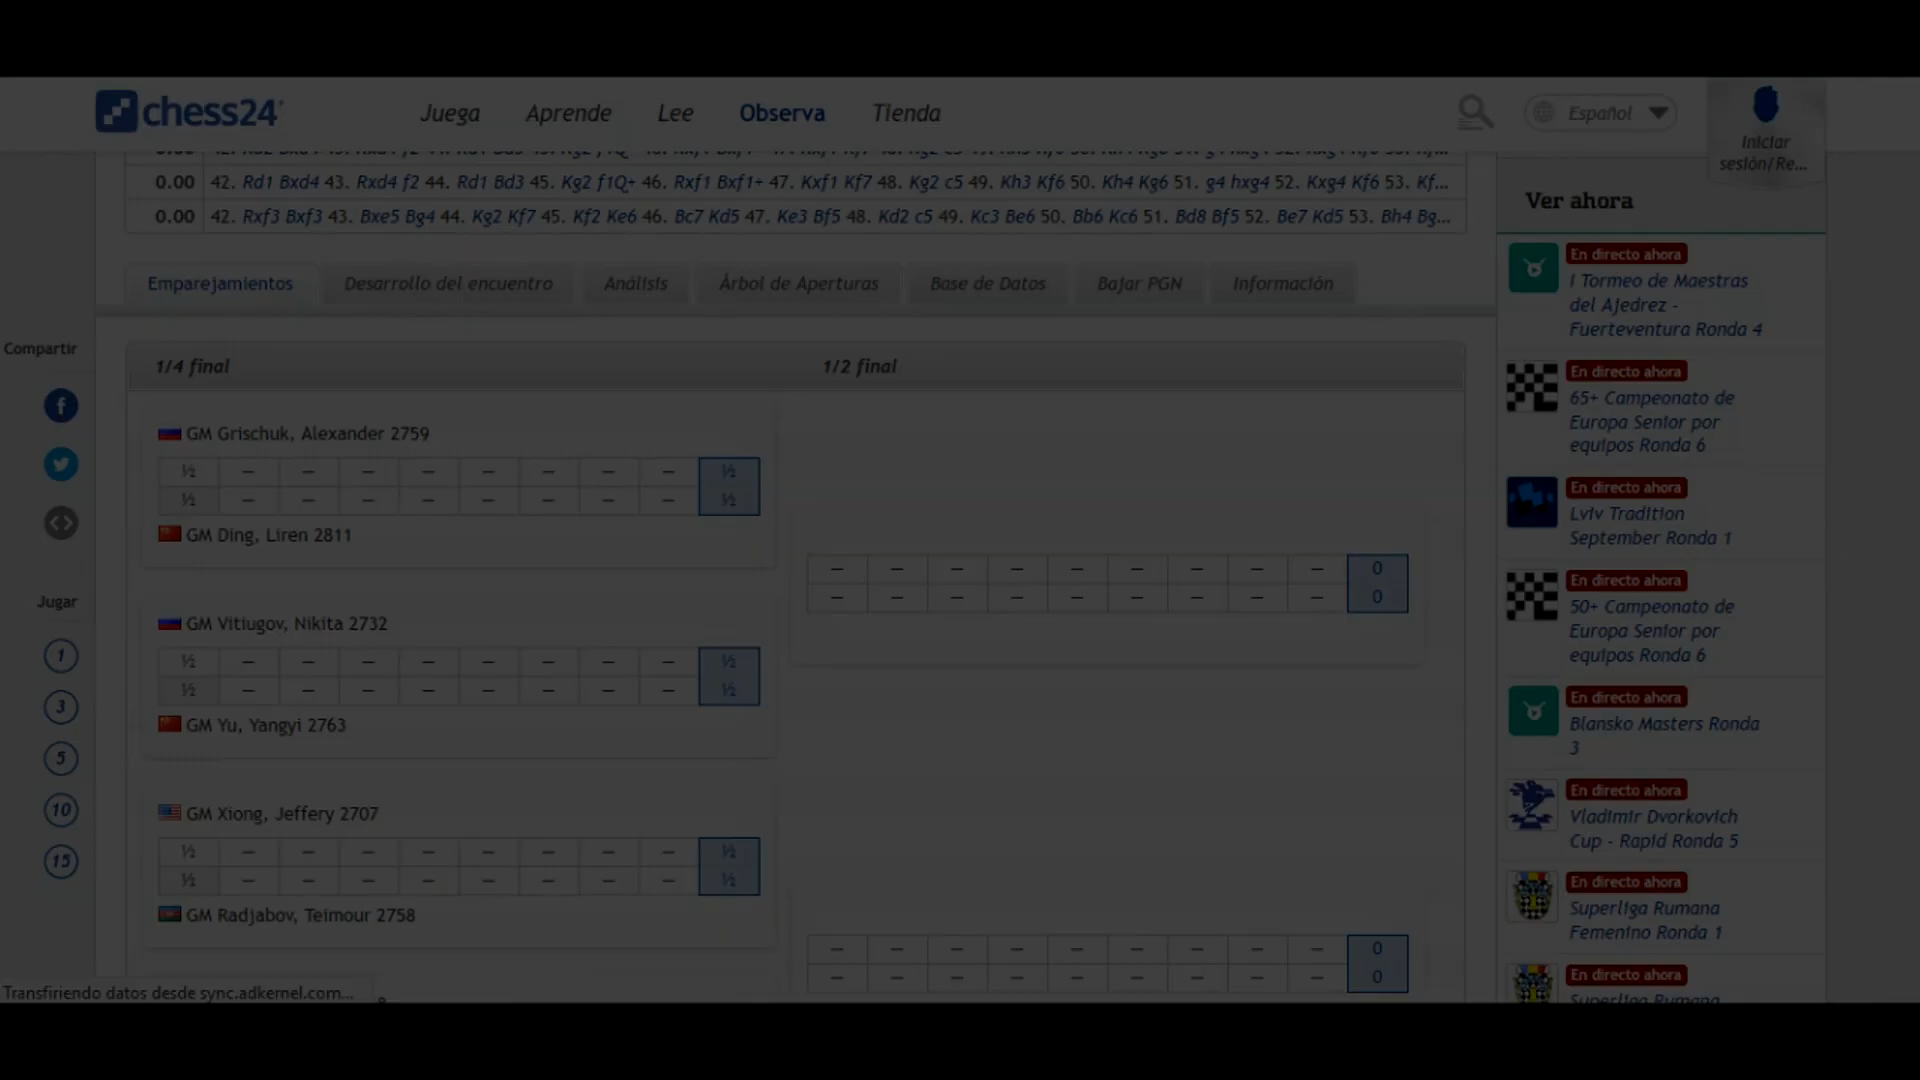 chess24
Juega Aprende Lee Observa Tienda
Español
Iniciar
sesión/Re...
0.00 42. Rd1 Bxd4 43. Rxd4 f2 44. Rd1 Bd3 45. Kg2 f1Q+ 46. Rxf1 Bxf1+ 47. Kxf1 Kf7 48. Kg2 c5 49. Kh3 Kf6 50. Kh4 Kg6 51. g4 hxg4 52. Kxg4 Kf6 53. Kf...
0.00 42. Rxf3 Bxf3 43. Bxe5 Bg4 44. Kg2 Kf7 45. Kf2 Ke6 46. Bc7 Kd5 47. Ke3 Bf5 48. Kd2 c5 49. Kc3 Be6 50. Bb6 Kc6 51. Bd8 Bf5 52. Be7 Kd5 53. Bh4 Bg...
Emparejamientos Desarrollo del encuentro Análisis Árbol de Aperturas Base de Datos Bajar PGN Información
Compartir
Jugar
1
3
5
10
15
1/4 final 1/2 final
GM Grischuk, Alexander 2759
½ – – – – – – – – ½
½ – – – – – – – – ½
GM Ding, Liren 2811
– – – – – – – – – 0
– – – – – – – – – 0
GM Vitiugov, Nikita 2732
½ – – – – – – – – ½
½ – – – – – – – – ½
GM Yu, Yangyi 2763
GM Xiong, Jeffery 2707
½ – – – – – – – – ½
½ – – – – – – – – ½
GM Radjabov, Teimour 2758
– – – – – – – – – 0
– – – – – – – – – 0
Transfiriendo datos desde sync.adkernel.com...
Ver ahora
En directo ahora
I Tormeo de Maestras
del Ajedrez -
Fuerteventura Ronda 4
En directo ahora
65+ Campeonato de
Europa Senior por
equipos Ronda 6
En directo ahora
Lviv Tradition
September Ronda 1
En directo ahora
50+ Campeonato de
Europa Senior por
equipos Ronda 6
En directo ahora
Blansko Masters Ronda
3
En directo ahora
Vladimir Dvorkovich
Cup - Rapid Ronda 5
En directo ahora
Superliga Rumana
Femenino Ronda 1
En directo ahora
Superliga Rumana